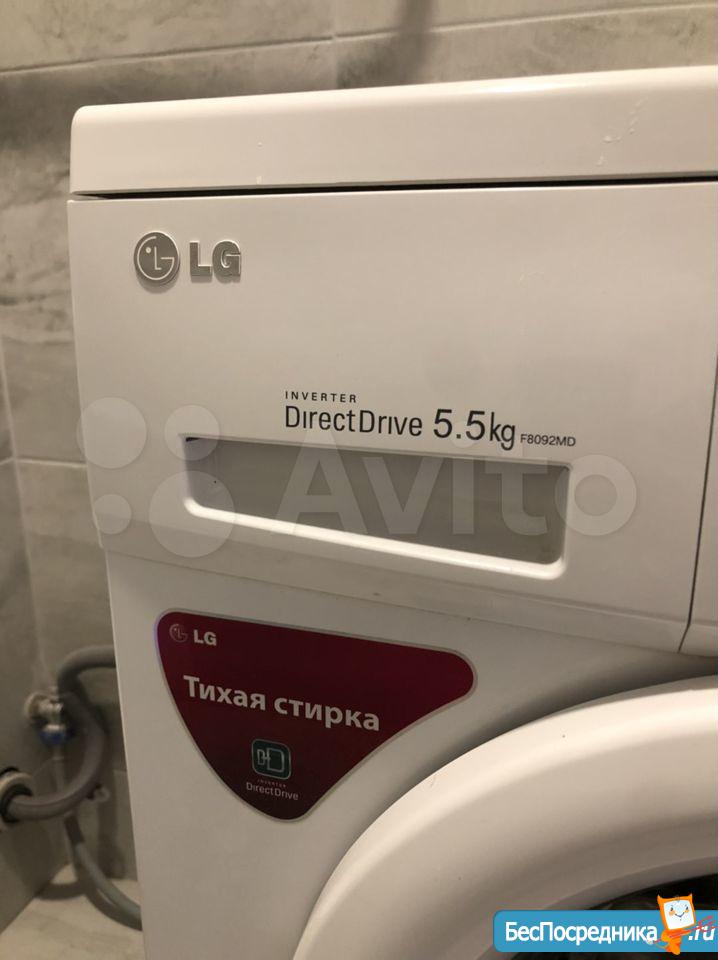 LG
INVERTER
DirectDrive 5.5kg F8092MD
Avito
LG
Тихая стирка
INVERTER
DirectDrive
БесПосредника .ru